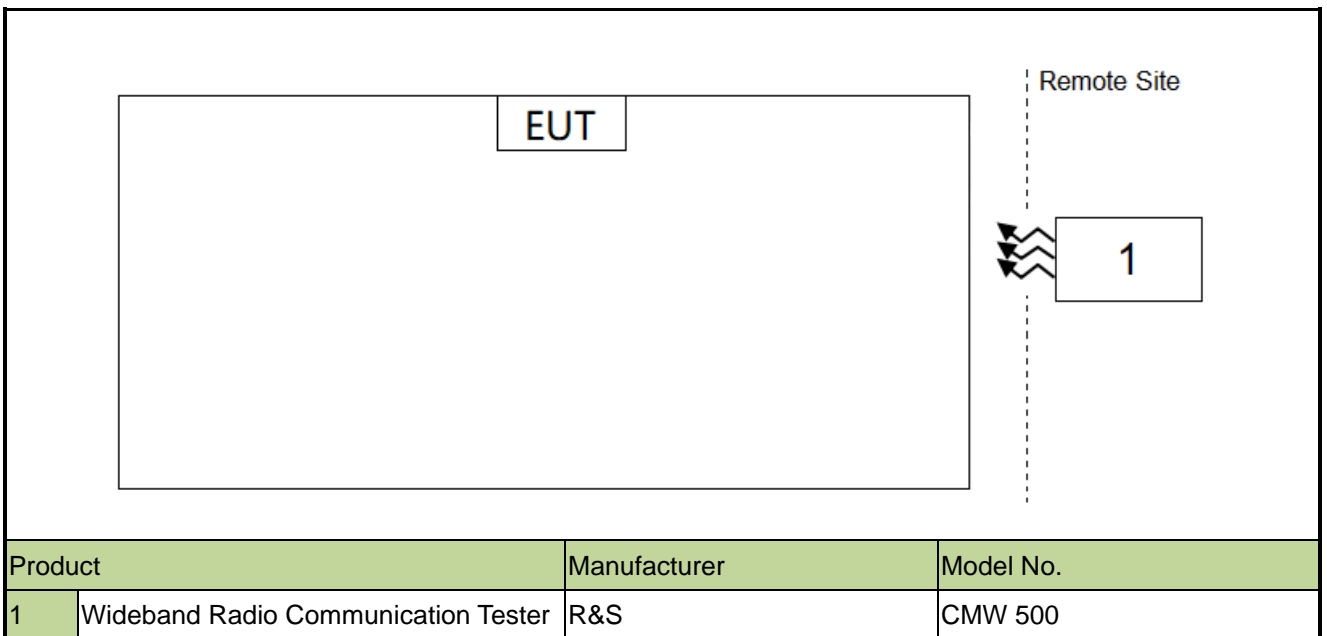 Remote Site
EUT
1
Product Manufacturer Model No.
1 Wideband Radio Communication Tester R&S CMW 500